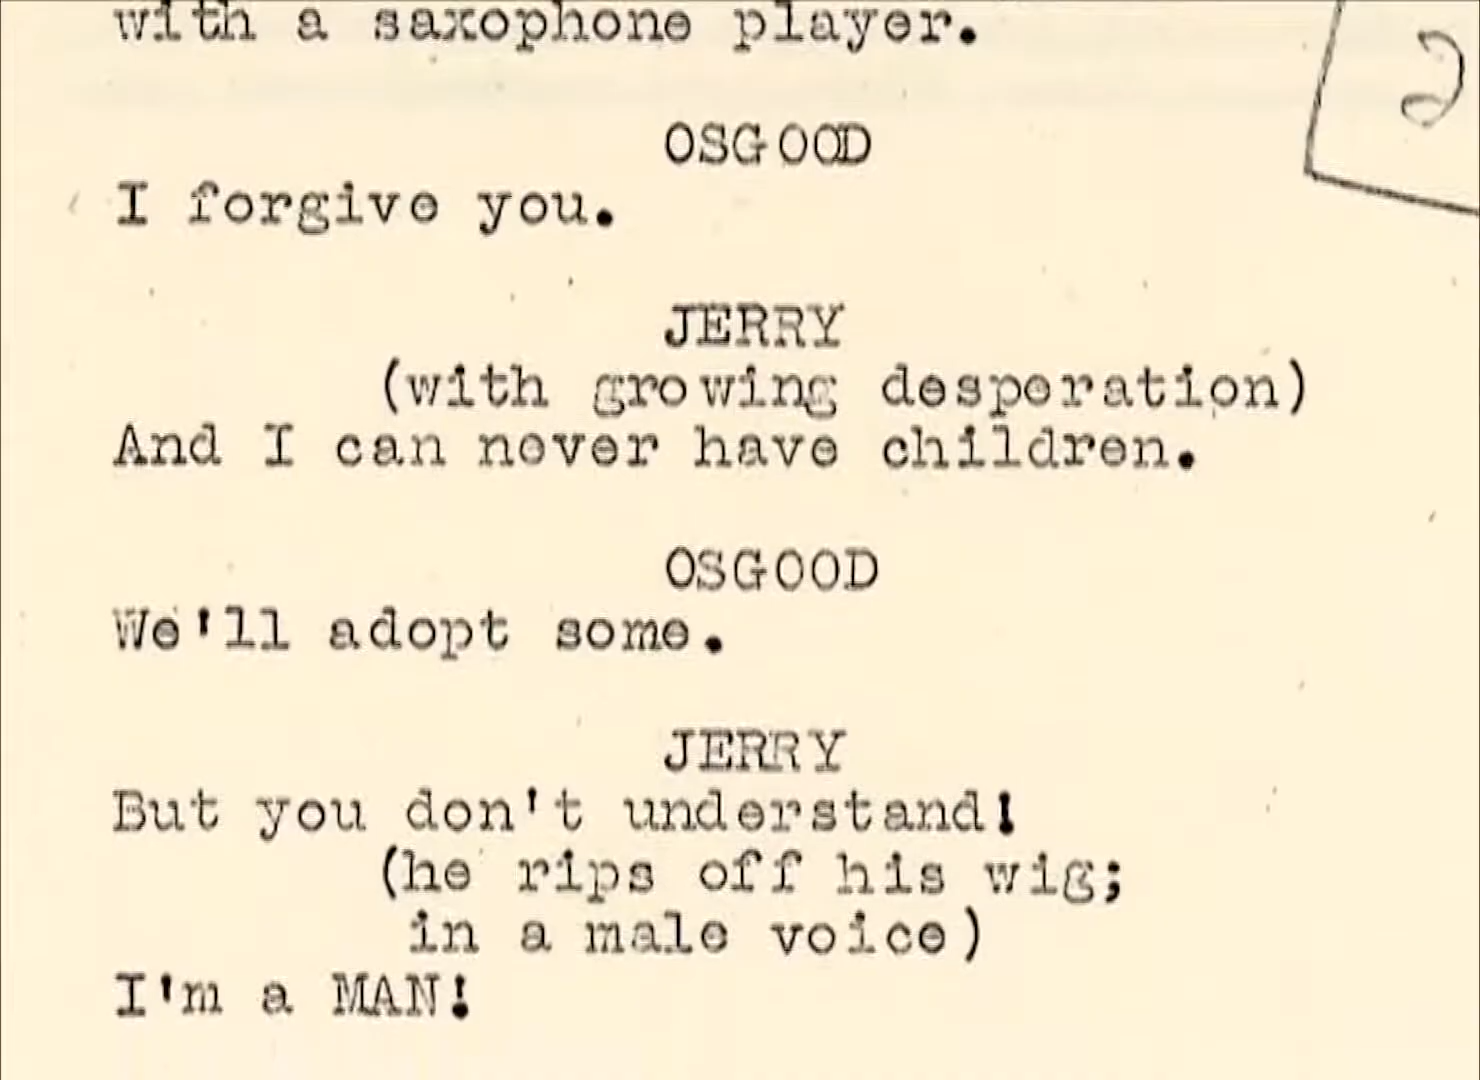 with a saxophone player.
2
OSGOOD
I forgive you.
JERRY
(with growing desperation)
And I can never have children.
OSGOOD
We'll adopt some.
JERRY
But you don't understand!
(he rips off his wig;
in a male voice)
I'm a MAN!